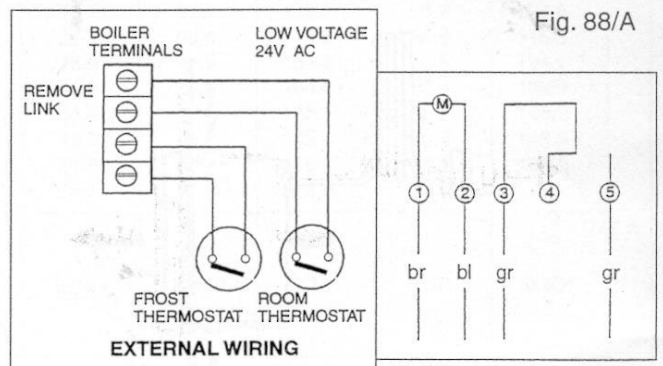 Fig. 88/A
BOILER
TERMINALS
LOW VOLTAGE
24V AC
REMOVE
LINK
FROST
THERMOSTAT
ROOM
THERMOSTAT
EXTERNAL WIRING
M
1 2 3 4 5
br bl gr gr